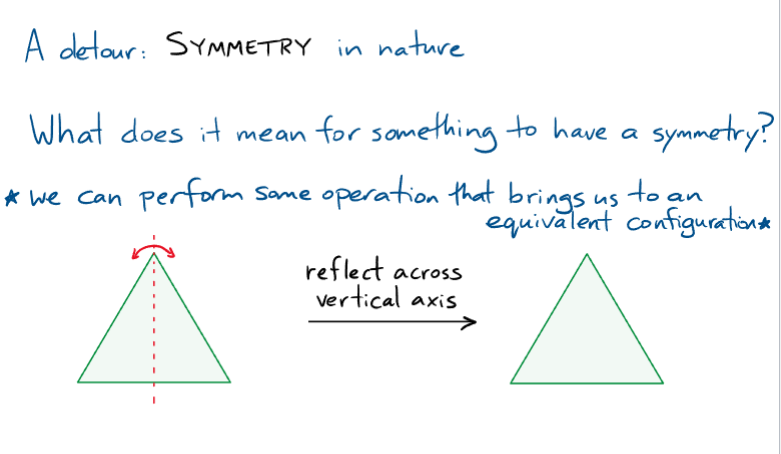 A detour: SYMMETRY in nature
What does it mean for something to have a symmetry?
* we can perform some operation that brings us to an
equivalent configuration *
reflect across
vertical axis